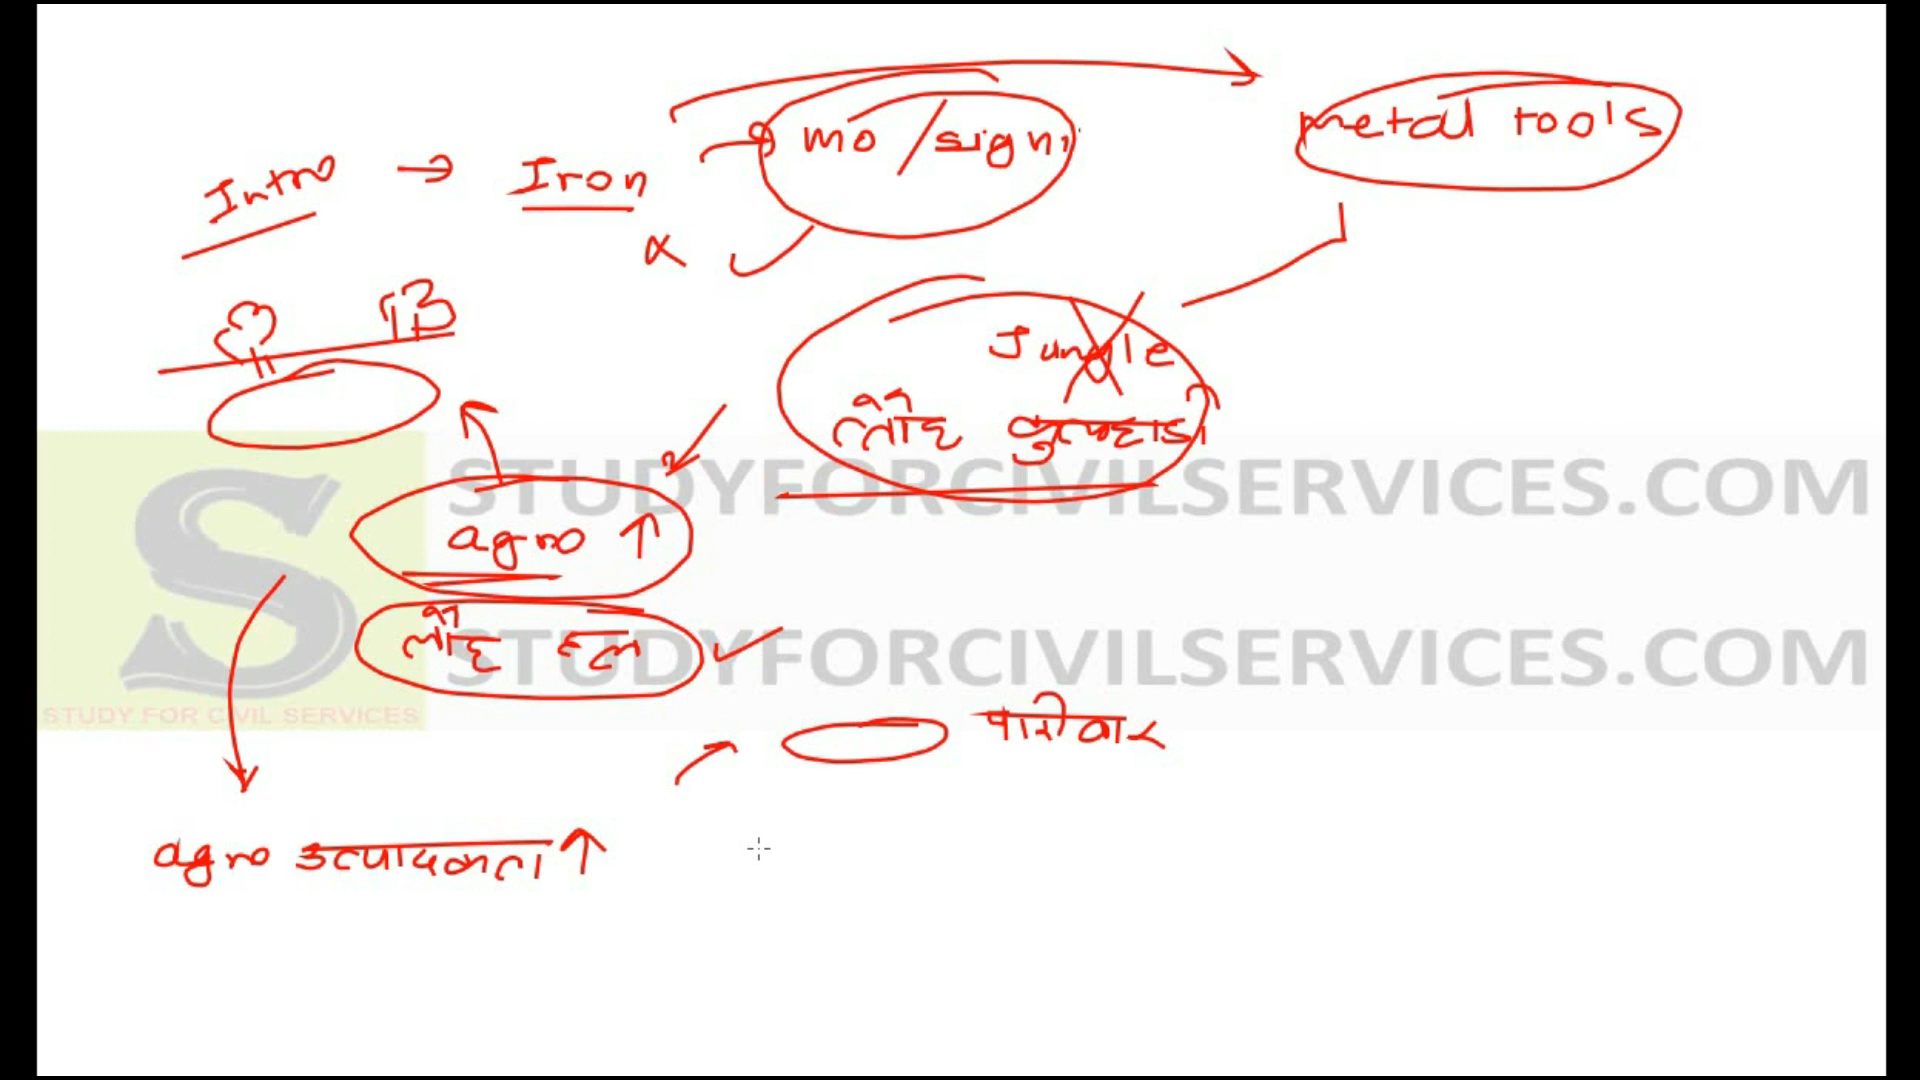 Intro → Iron → mo/signi
metal tools
Jungle
लौह कुल्हाड़ी
agro ↑
लौह हल
परिवार
agro उत्पादकता ↑
STUDYFORCIVILSERVICES.COM
STUDYFORCIVILSERVICES.COM
STUDY FOR CIVIL SERVICES